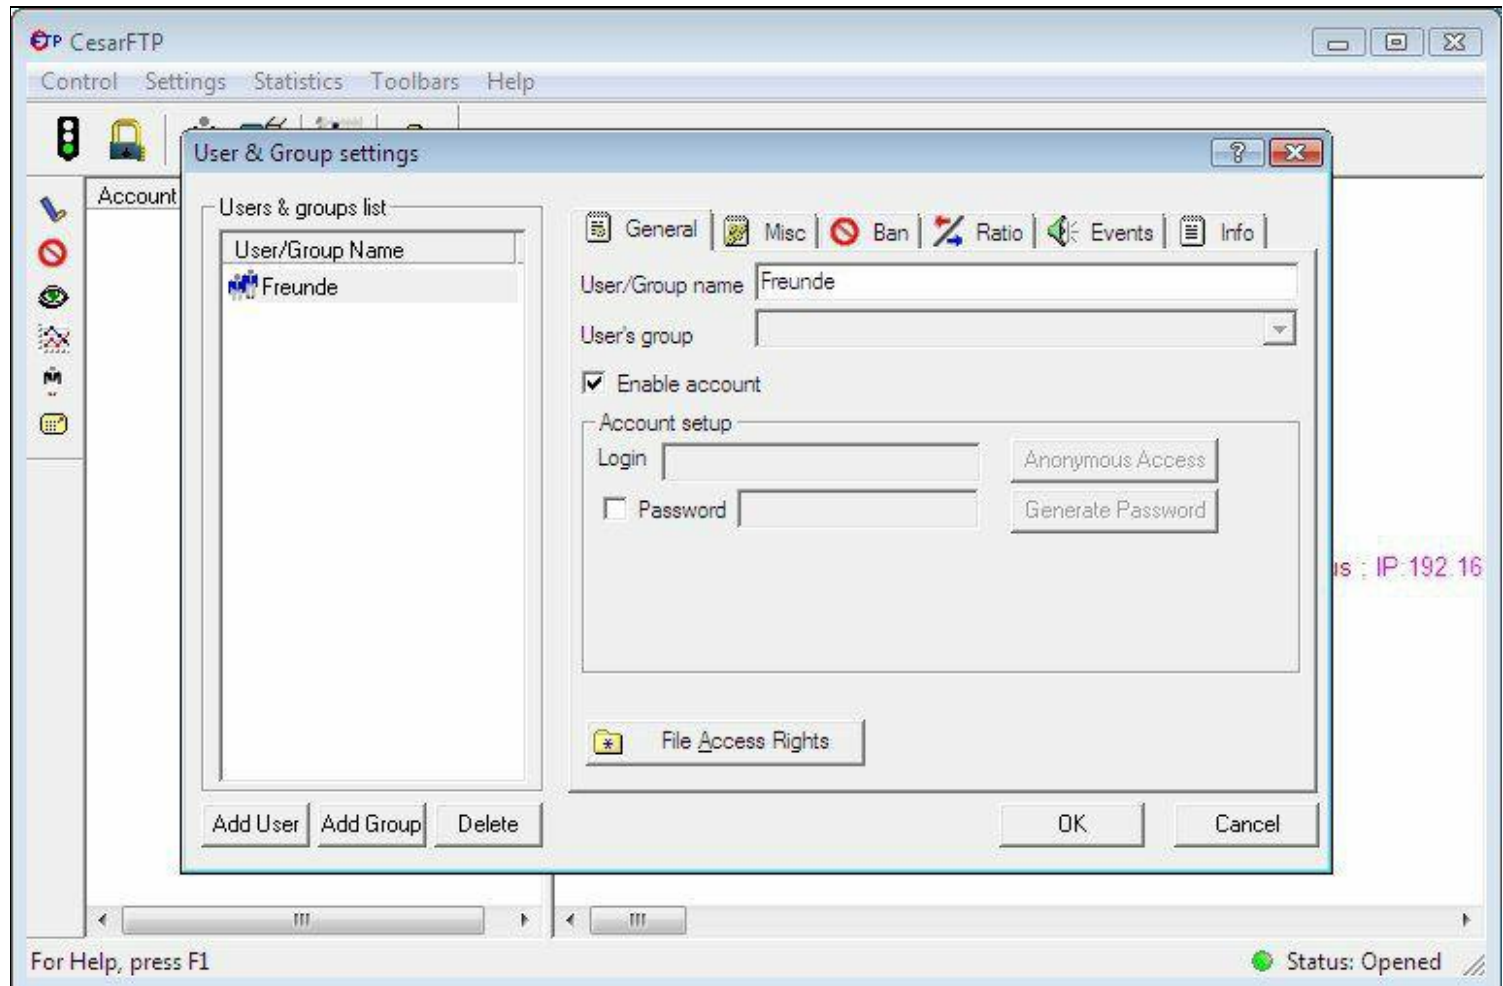 FTP CesarFTP
Control Settings Statistics Toolbars Help
User & Group settings
Account
Users & groups list
User/Group Name
Freunde
General Misc Ban Ratio Events Info
User/Group name Freunde
User's group
Enable account
Account setup
Login Anonymous Access
Password Generate Password
us ; IP:192.16
File Access Rights
Add User Add Group Delete OK Cancel
For Help, press F1 Status: Opened